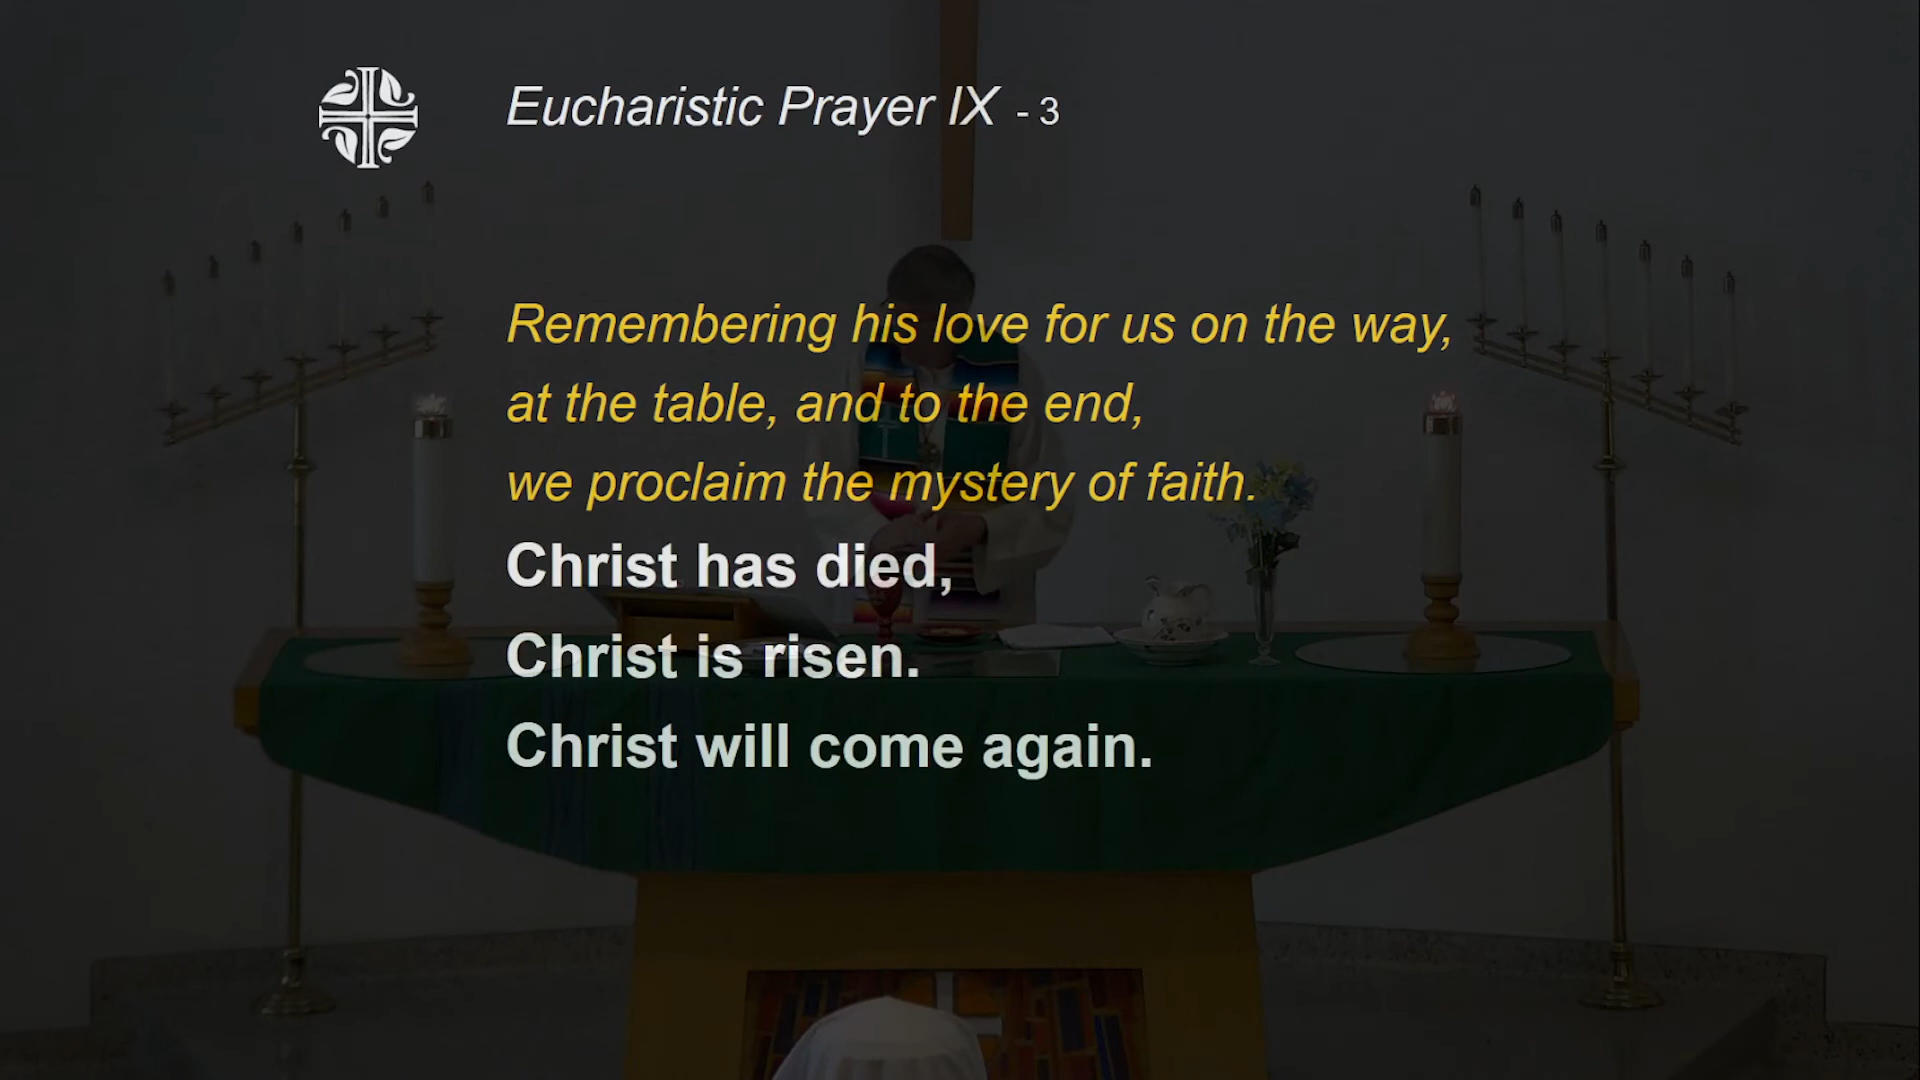 Eucharistic Prayer IX - 3
Remembering his love for us on the way,
at the table, and to the end,
we proclaim the mystery of faith.
Christ has died,
Christ is risen.
Christ will come again.